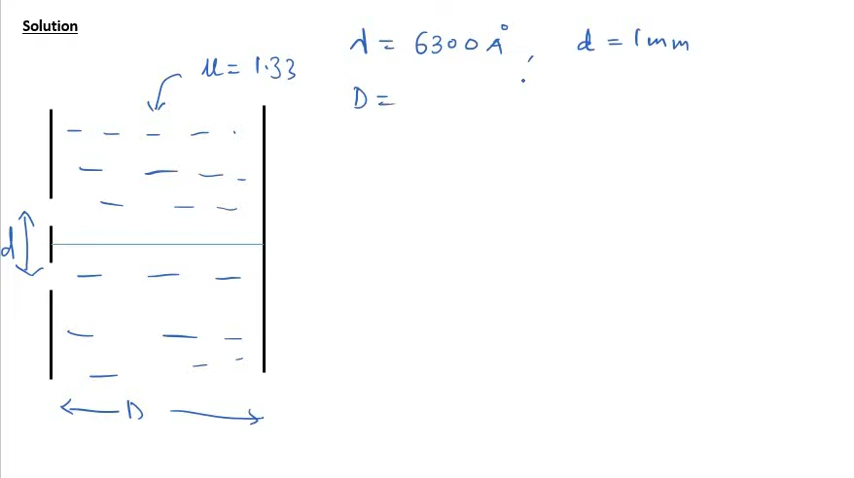 Solution
λ = 6300 A° ; d = 1mm
μ = 1.33
D =
d
D